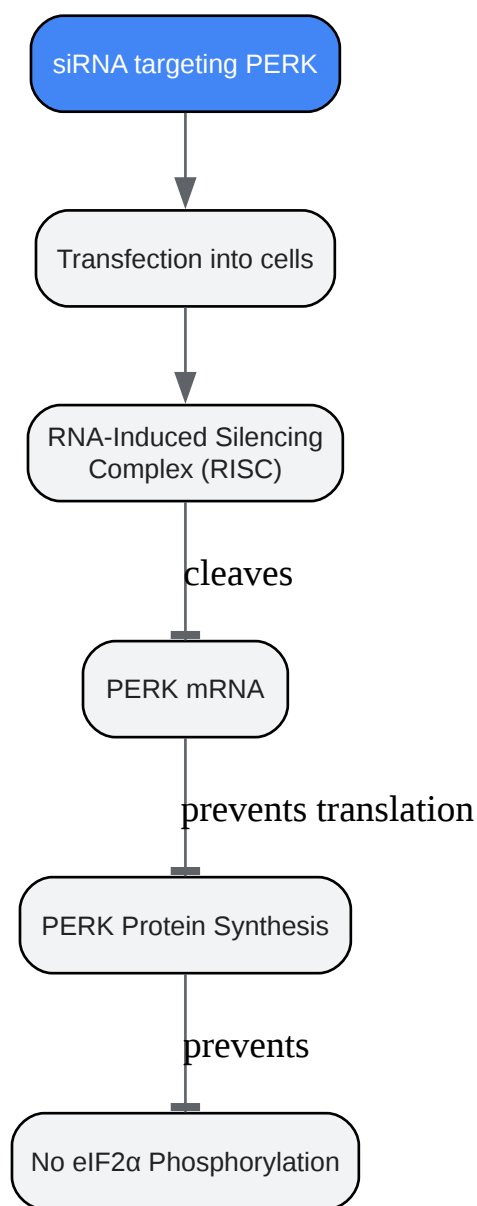 siRNA targeting PERK
Transfection into cells
RNA-Induced Silencing
Complex (RISC)
cleaves
PERK mRNA
prevents translation
PERK Protein Synthesis
prevents
No eIF2α Phosphorylation